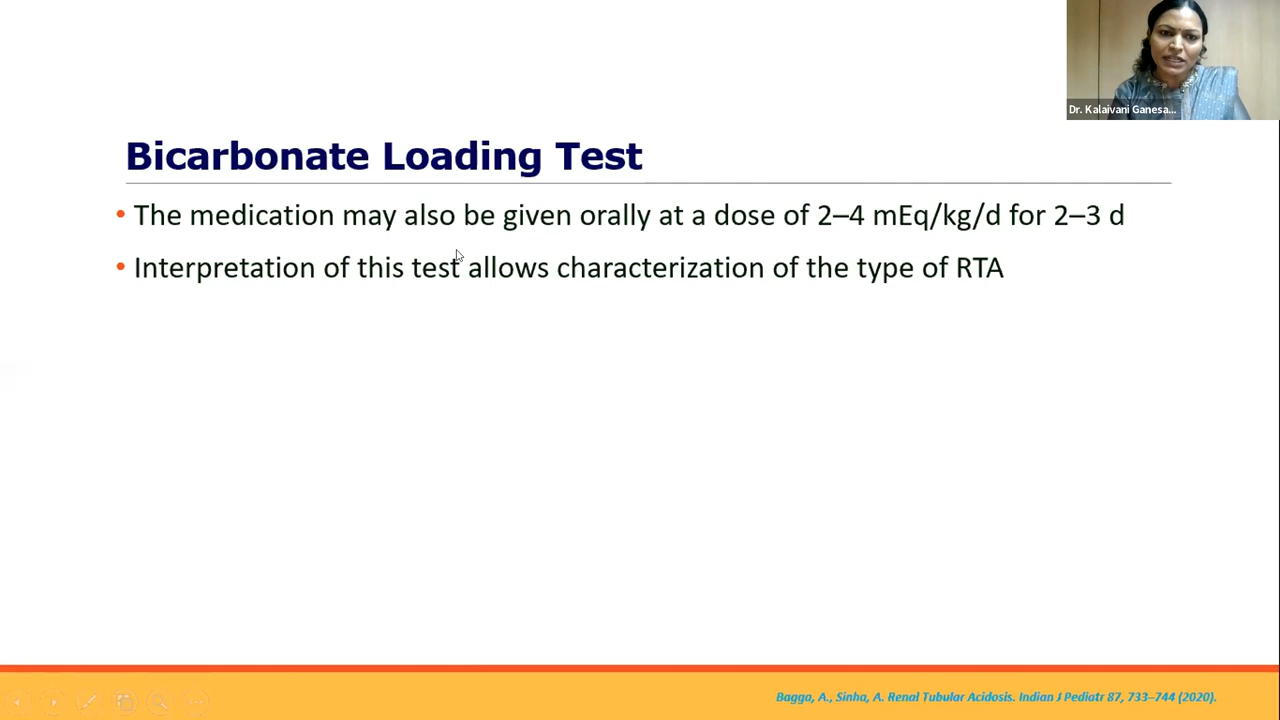 Dr. Kalaivani Ganesa...
Bicarbonate Loading Test
• The medication may also be given orally at a dose of 2–4 mEq/kg/d for 2–3 d
• Interpretation of this test allows characterization of the type of RTA
Bagga, A., Sinha, A. Renal Tubular Acidosis. Indian J Pediatr 87, 733–744 (2020).